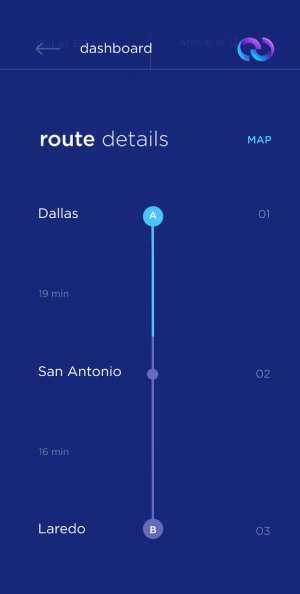 dashboard
route details
MAP
Dallas A 01
19 min
San Antonio 02
16 min
Laredo B 03